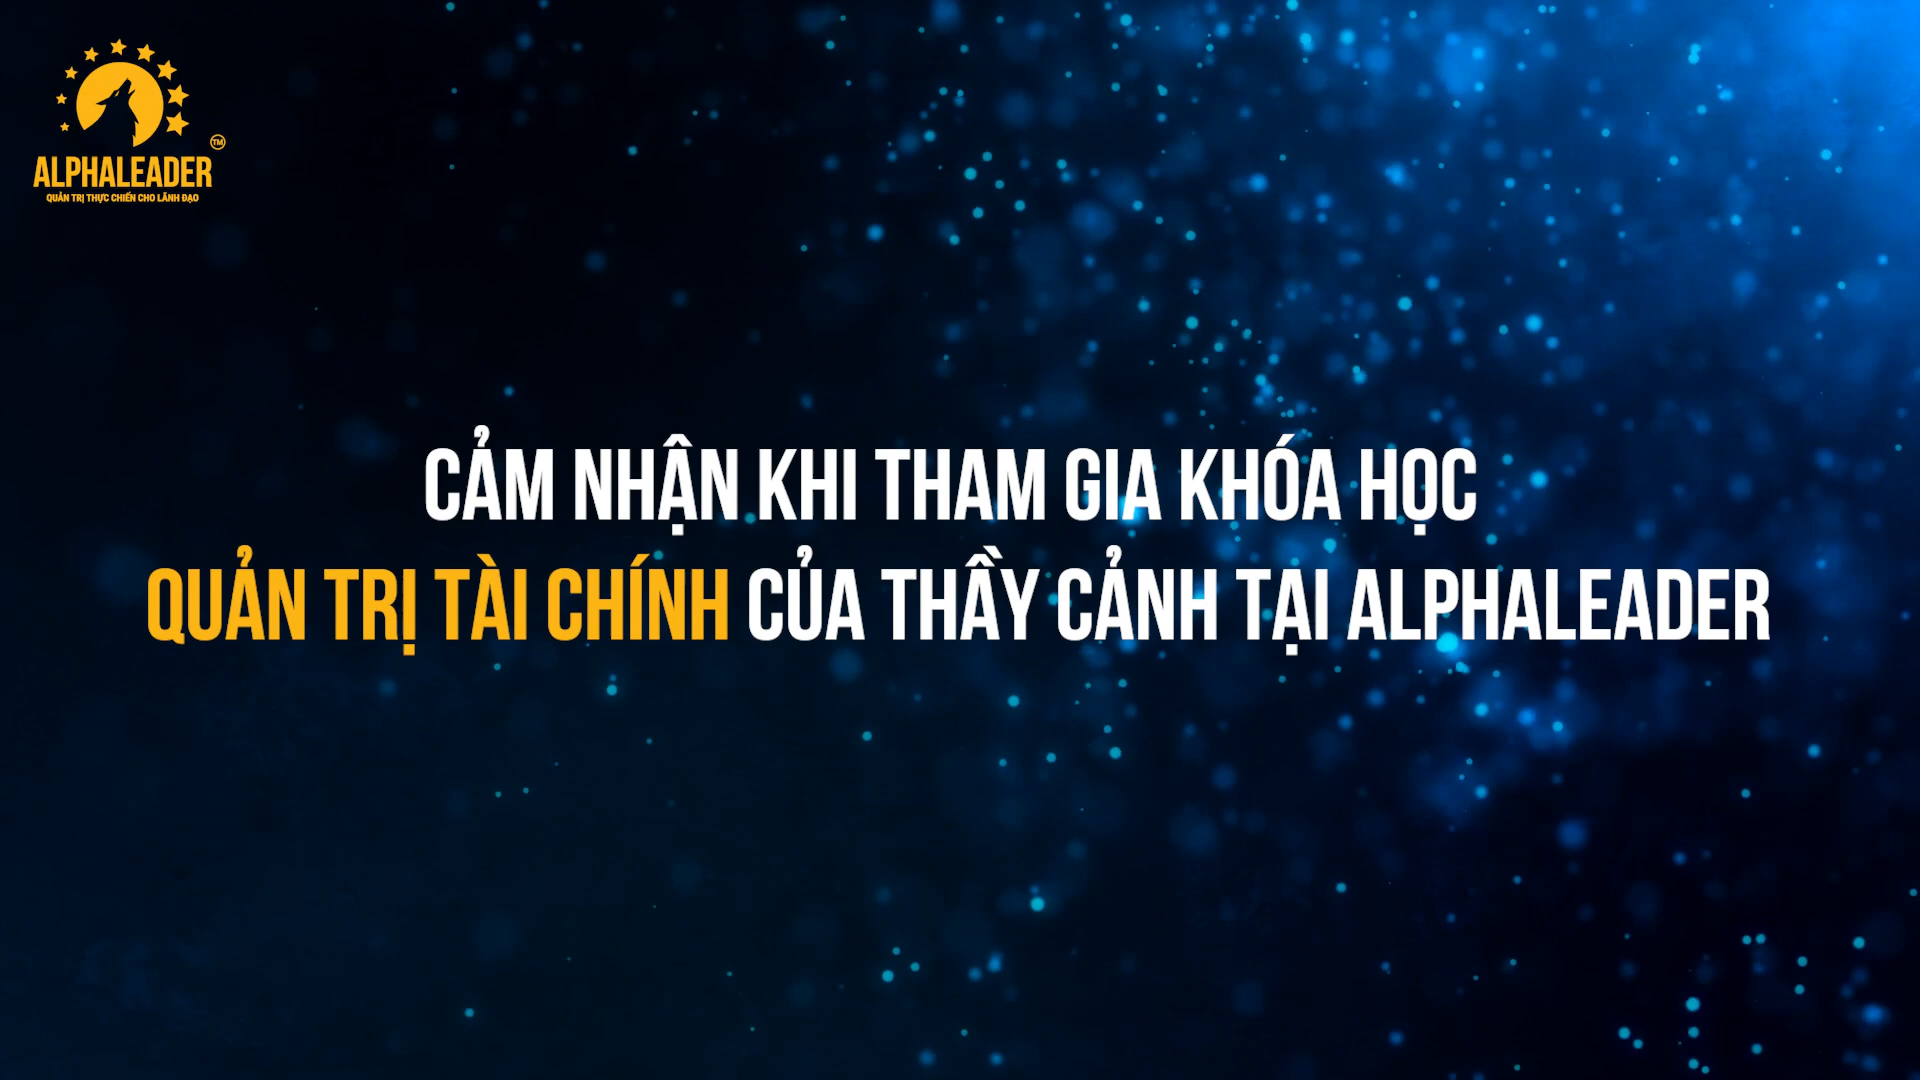 TM
ALPHALEADER
QUẢN TRỊ THỰC CHIẾN CHO LÃNH ĐẠO
CẢM NHẬN KHI THAM GIA KHÓA HỌC
QUẢN TRỊ TÀI CHÍNH CỦA THẦY CẢNH TẠI ALPHALEADER